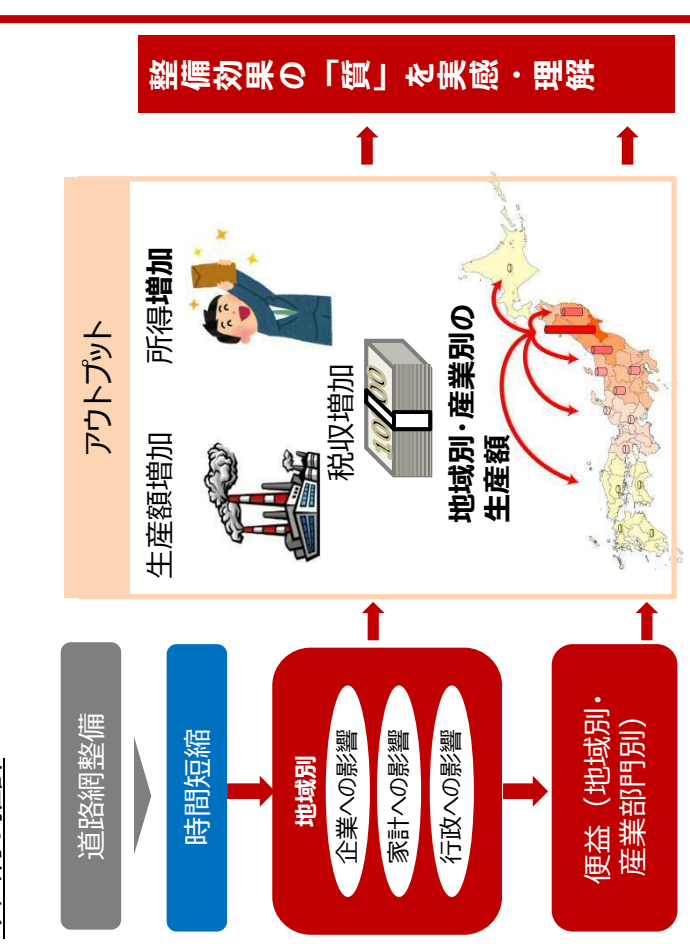 道路網整備
時間短縮
地域別
企業への影響
家計への影響
行政への影響
便益（地域別・
産業部門別）
アウトプット
生産額増加
所得増加
税収増加
地域別・産業別の
生産額
整備効果の「質」を実感・理解